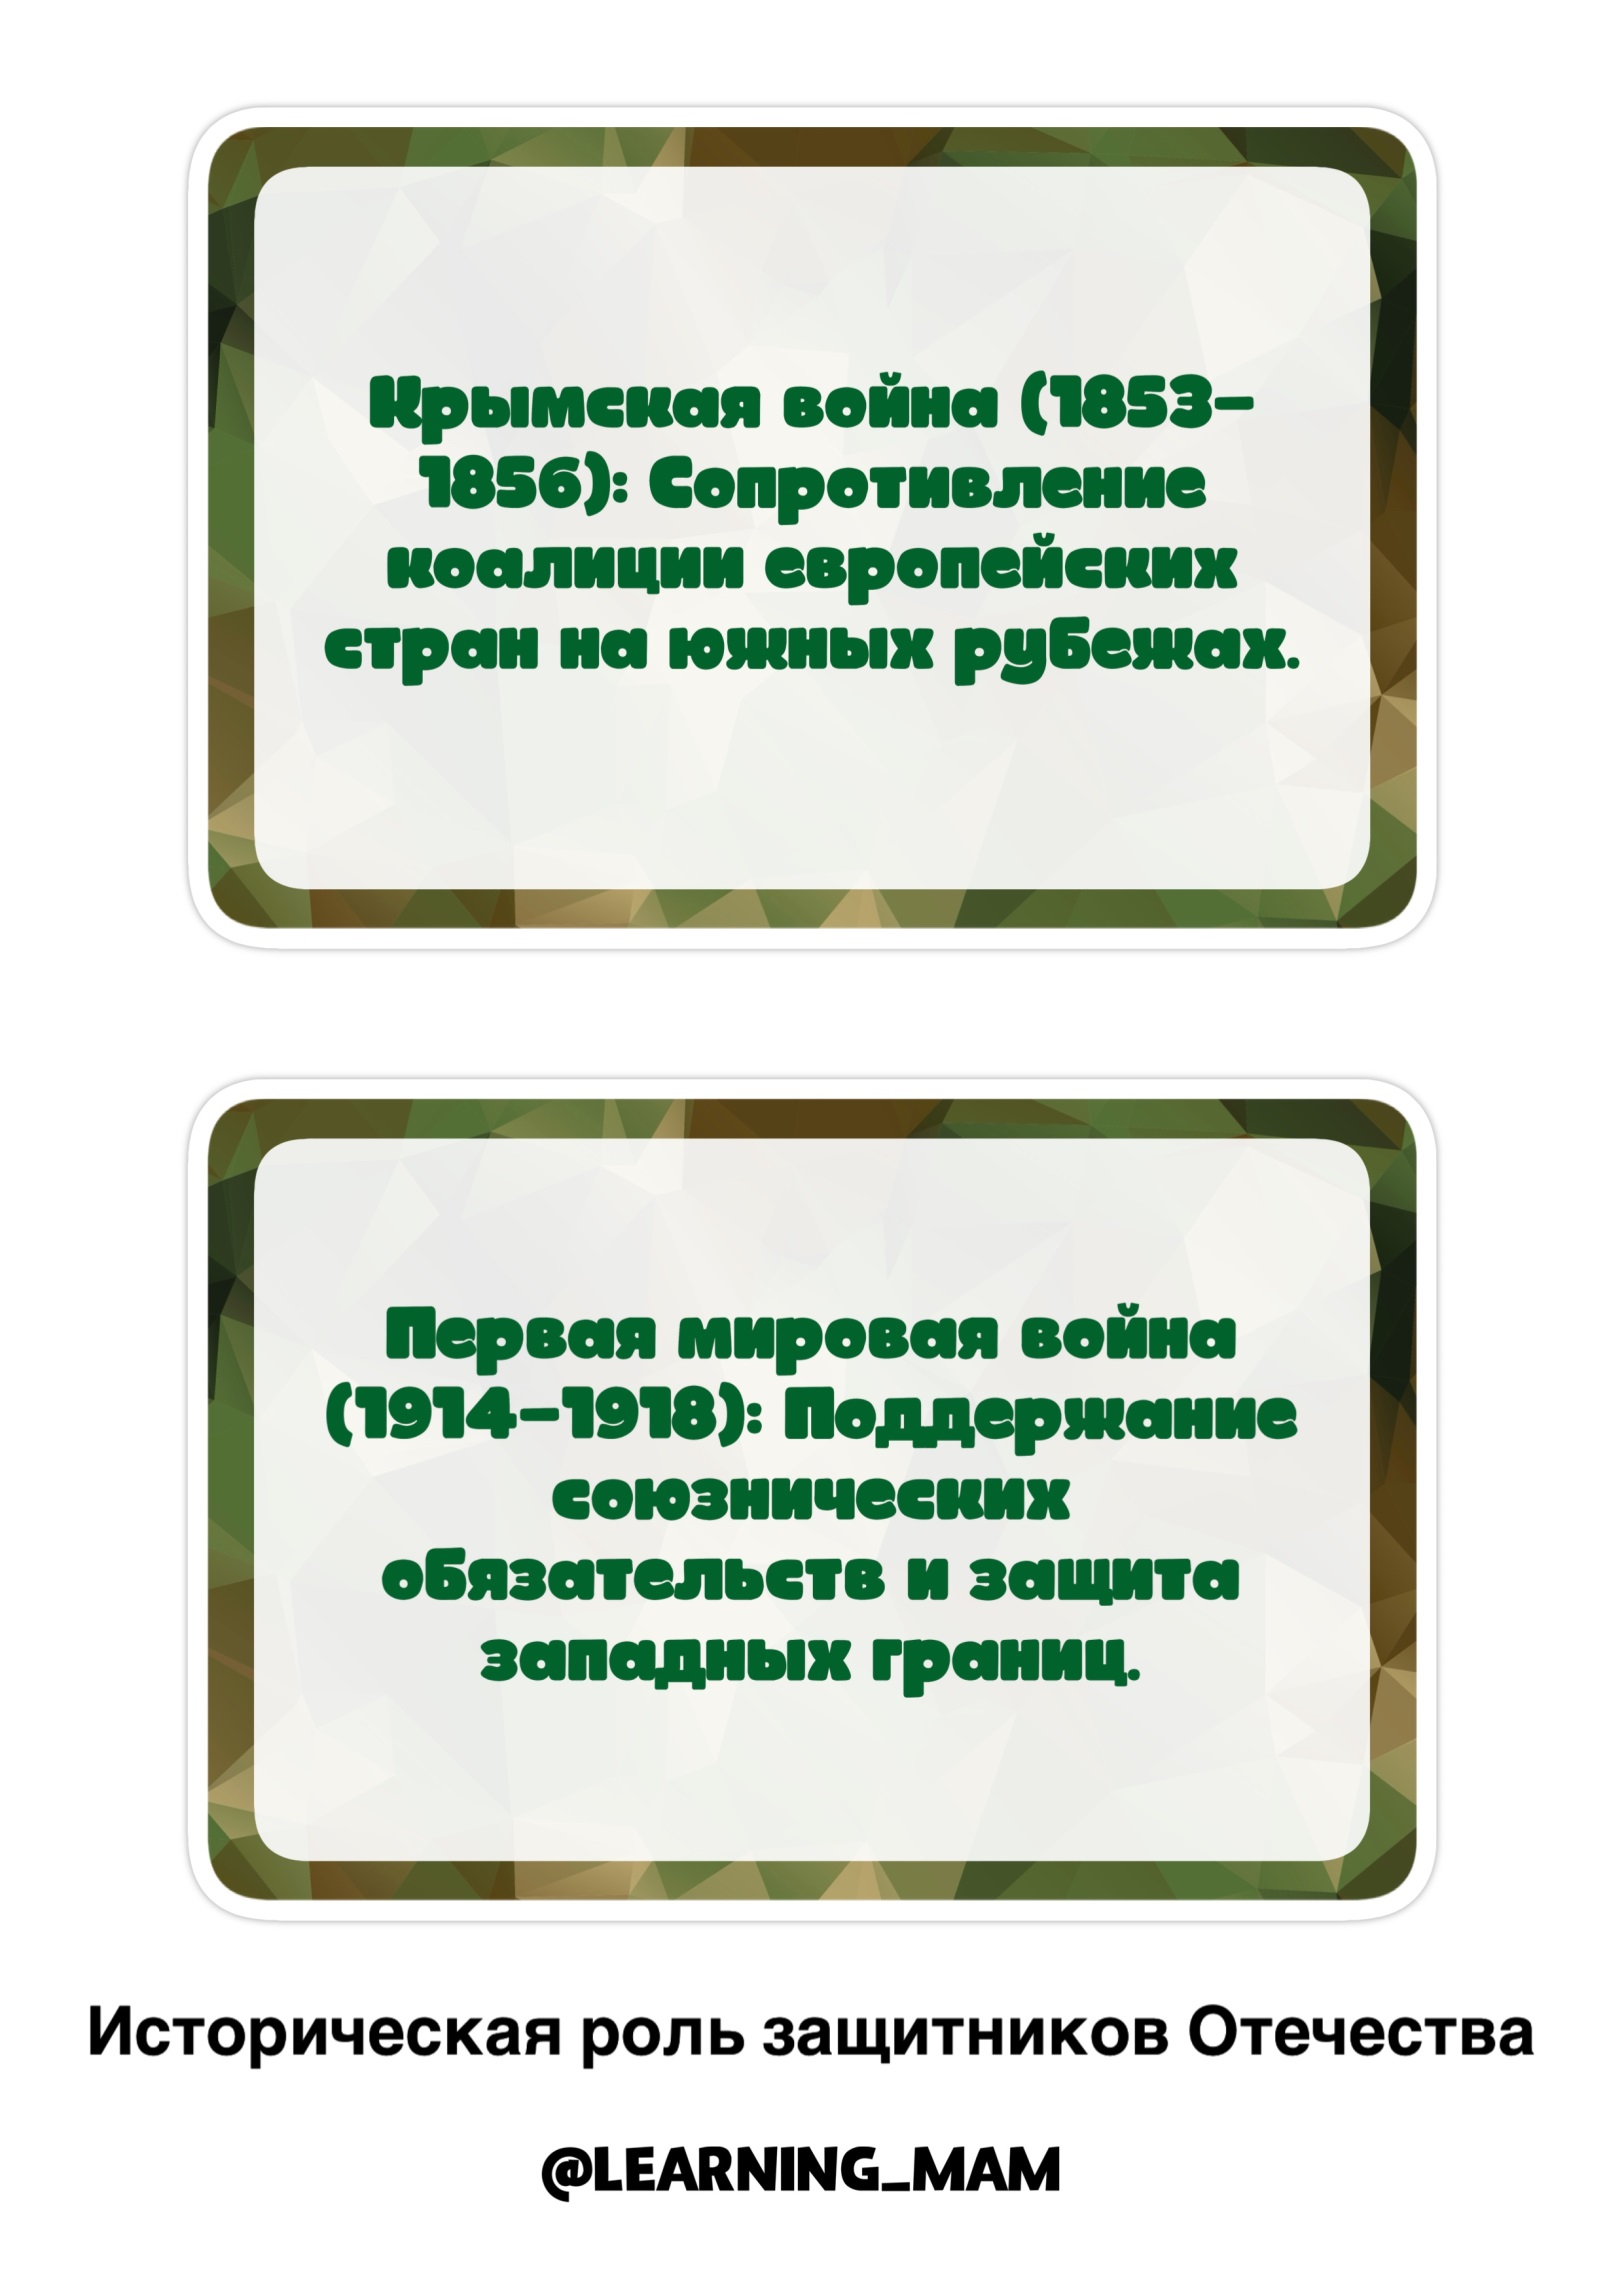 Крымская война (1853–
1856): Сопротивление
коалиции европейских
стран на южных рубежах.
Первая мировая война
(1914–1918): Поддержание
союзнических
обязательств и защита
западных границ.
Историческая роль защитников Отечества
@LEARNING_MAM